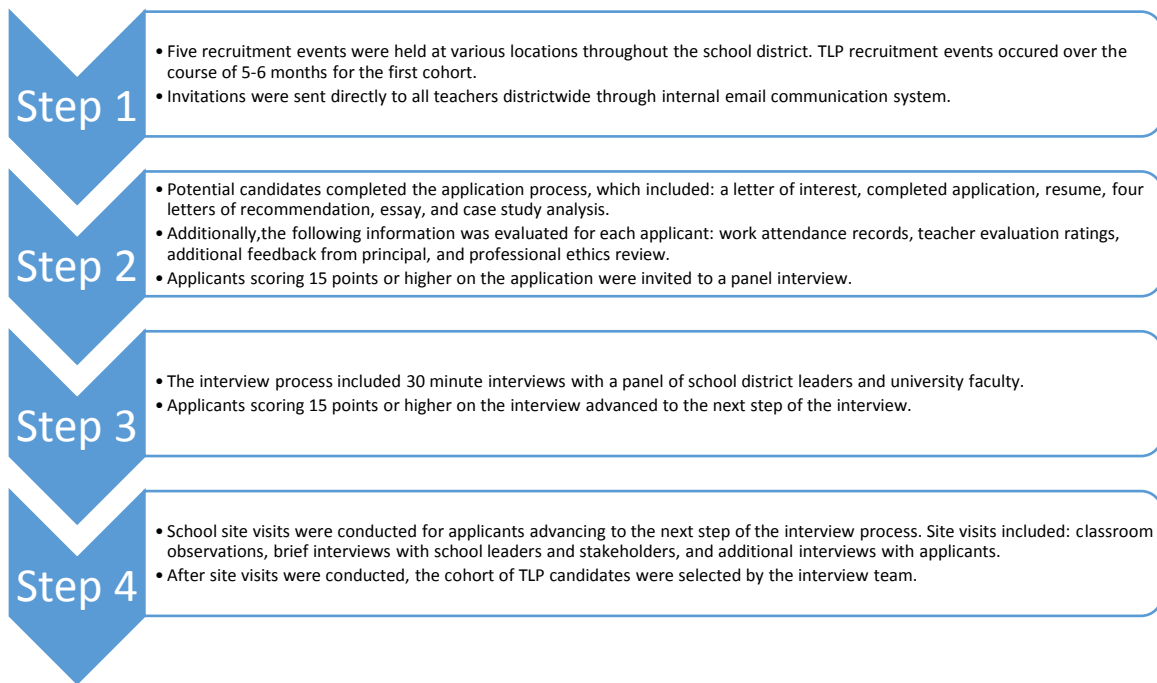 Step 1
• Five recruitment events were held at various locations throughout the school district. TLP recruitment events occured over the
course of 5-6 months for the first cohort.
• Invitations were sent directly to all teachers districtwide through internal email communication system.
Step 2
• Potential candidates completed the application process, which included: a letter of interest, completed application, resume, four
letters of recommendation, essay, and case study analysis.
• Additionally,the following information was evaluated for each applicant: work attendance records, teacher evaluation ratings,
additional feedback from principal, and professional ethics review.
• Applicants scoring 15 points or higher on the application were invited to a panel interview.
Step 3
• The interview process included 30 minute interviews with a panel of school district leaders and university faculty.
• Applicants scoring 15 points or higher on the interview advanced to the next step of the interview.
Step 4
• School site visits were conducted for applicants advancing to the next step of the interview process. Site visits included: classroom
observations, brief interviews with school leaders and stakeholders, and additional interviews with applicants.
• After site visits were conducted, the cohort of TLP candidates were selected by the interview team.